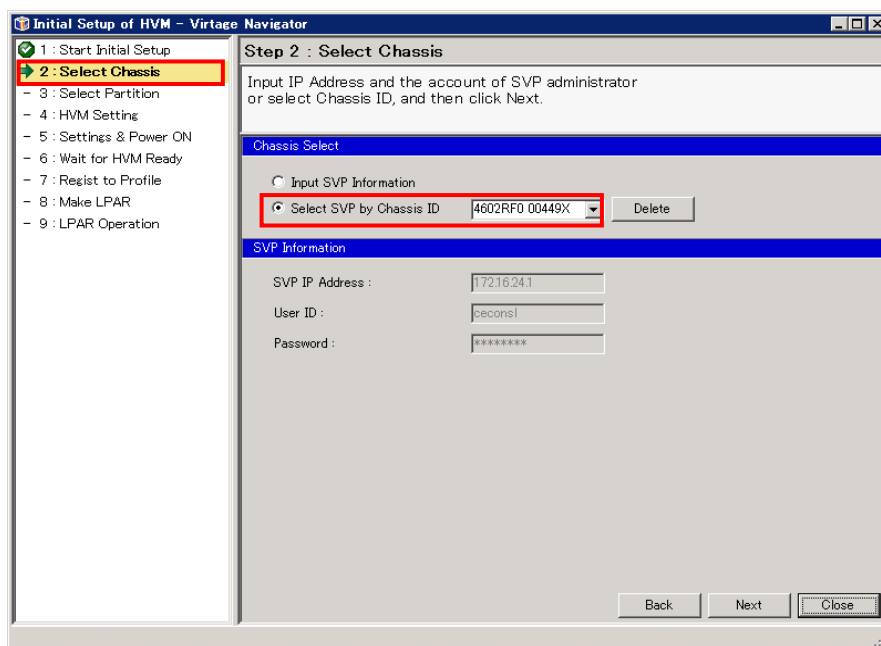 Initial Setup of HVM - Virtage Navigator
1 : Start Initial Setup
2 : Select Chassis
- 3 : Select Partition
- 4 : HVM Setting
- 5 : Settings & Power ON
- 6 : Wait for HVM Ready
- 7 : Regist to Profile
- 8 : Make LPAR
- 9 : LPAR Operation
Step 2 : Select Chassis
Input IP Address and the account of SVP administrator
or select Chassis ID, and then click Next.
Chassis Select
Input SVP Information
Select SVP by Chassis ID 4602RF0 00449X Delete
SVP Information
SVP IP Address : 172.16.24.1
User ID : ceconsl
Password : ********
Back Next Close